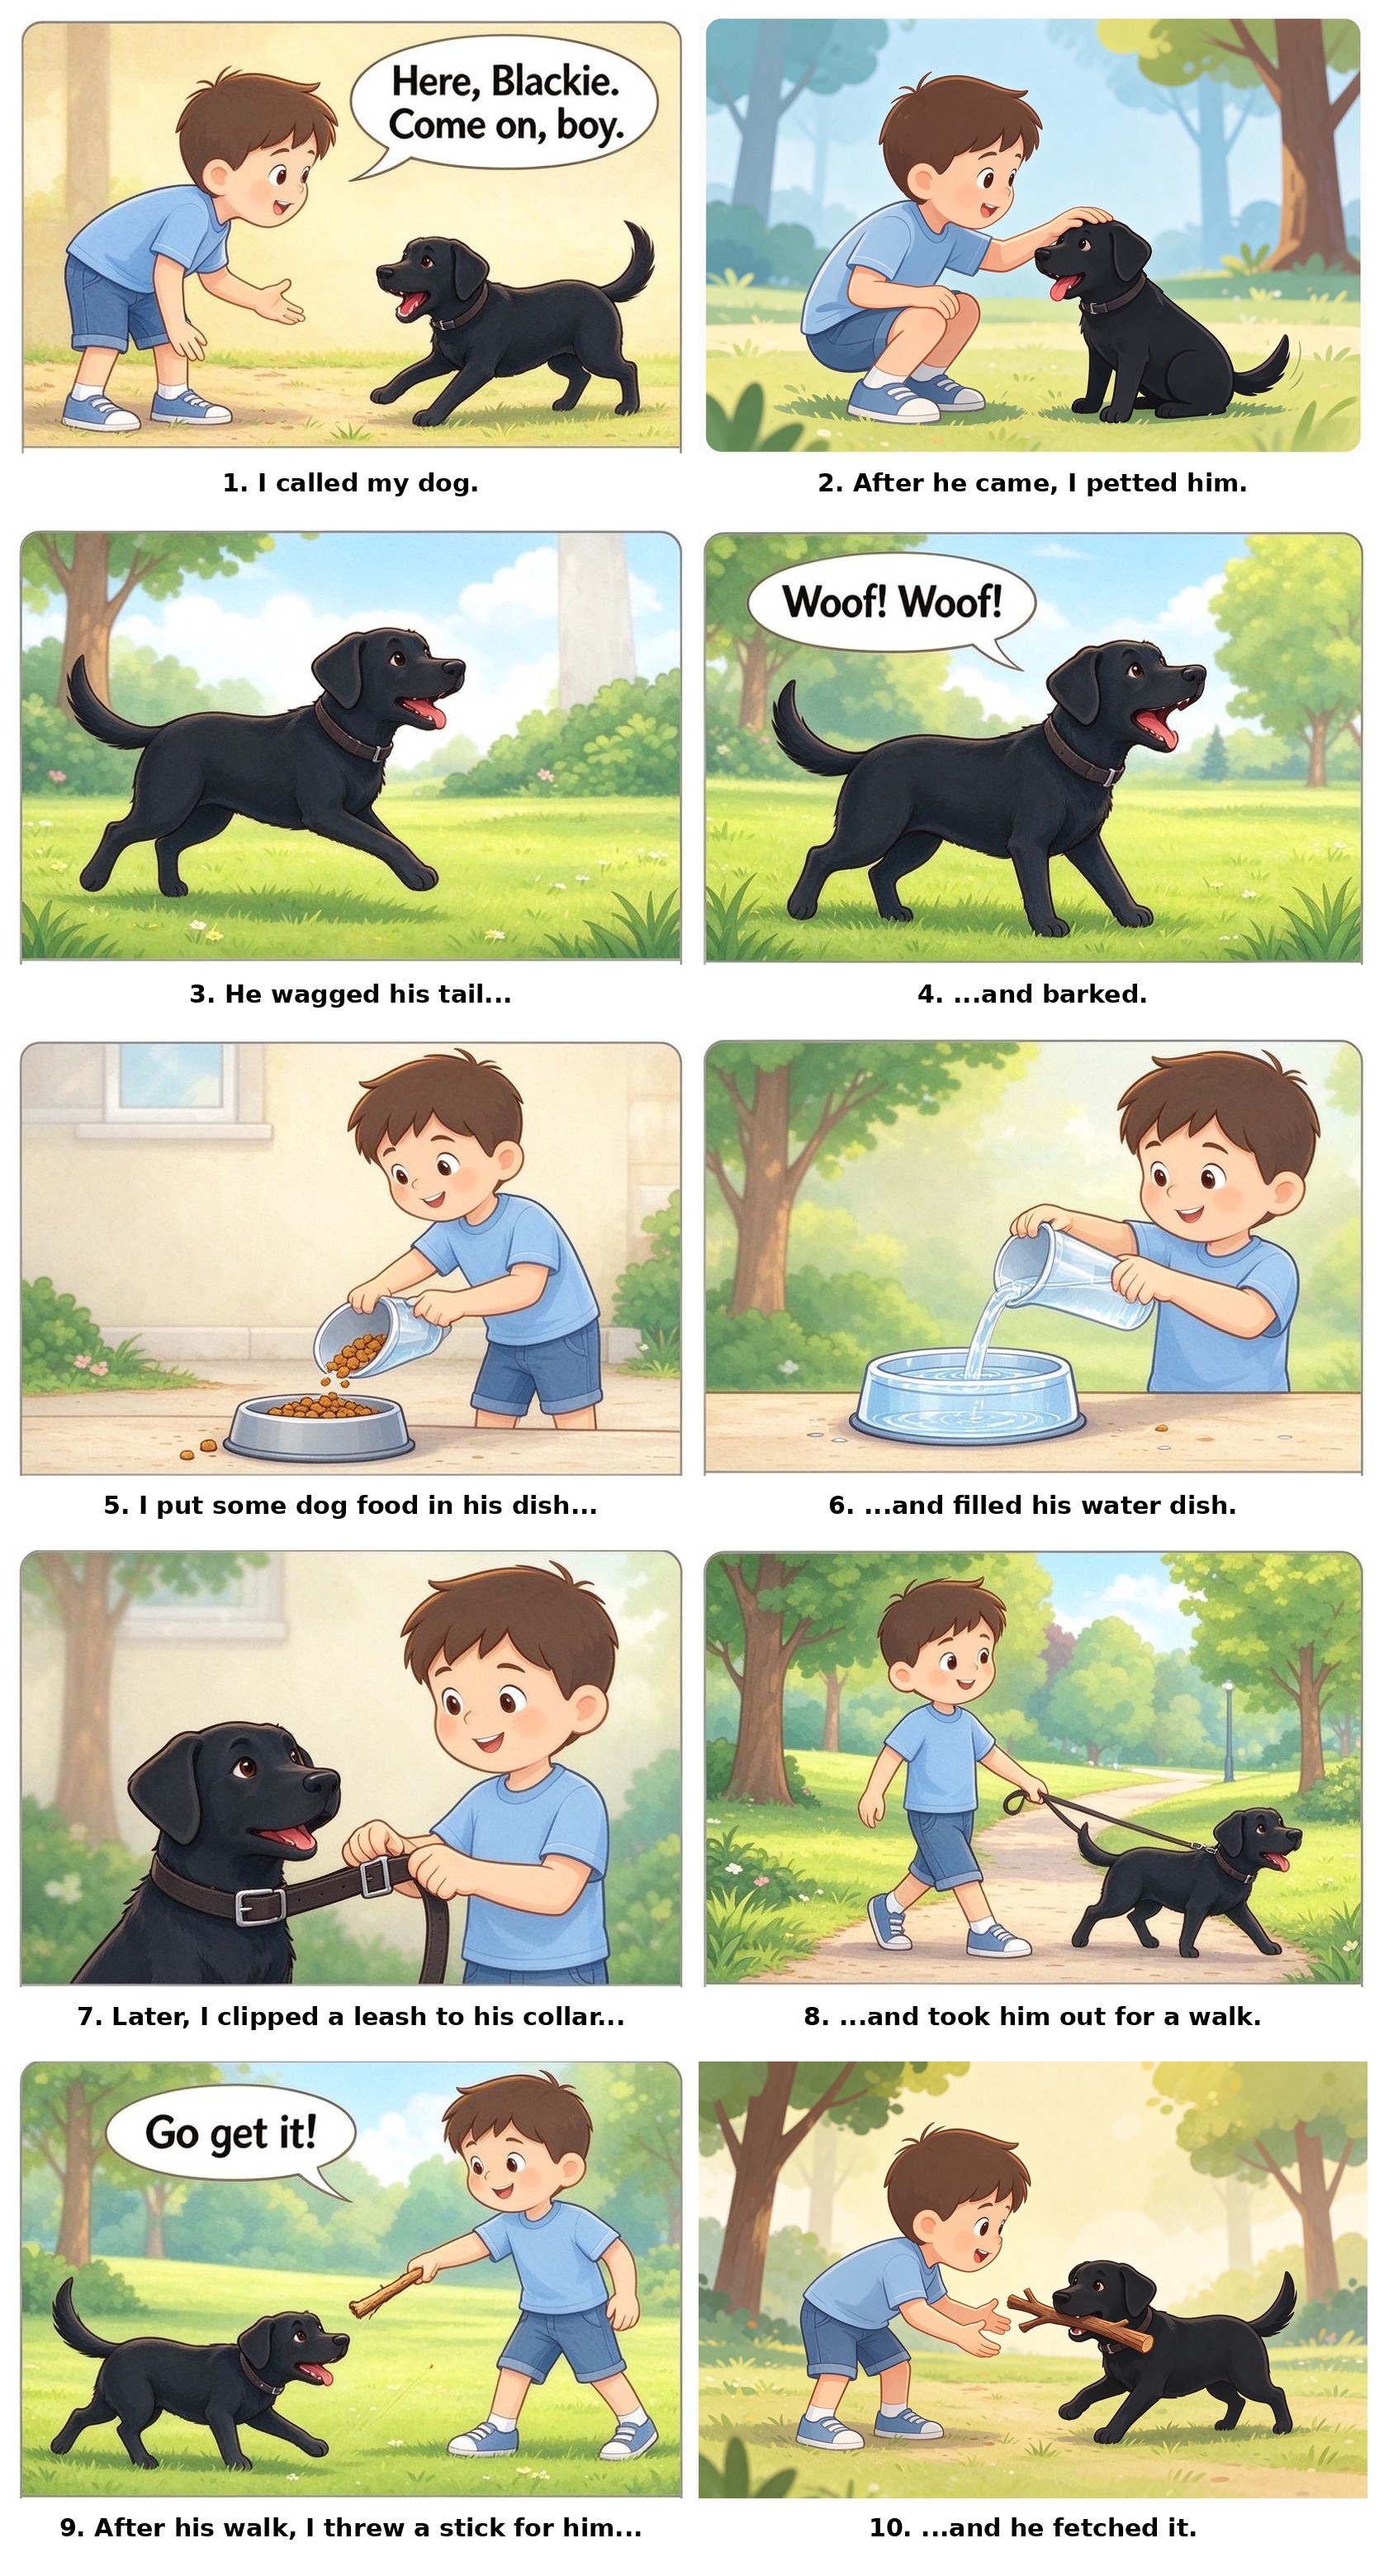 Here, Blackie.
Come on, boy.
1. I called my dog.
2. After he came, I petted him.
3. He wagged his tail...
Woof! Woof!
4. ...and barked.
5. I put some dog food in his dish...
6. ...and filled his water dish.
7. Later, I clipped a leash to his collar...
8. ...and took him out for a walk.
Go get it!
9. After his walk, I threw a stick for him...
10. ...and he fetched it.